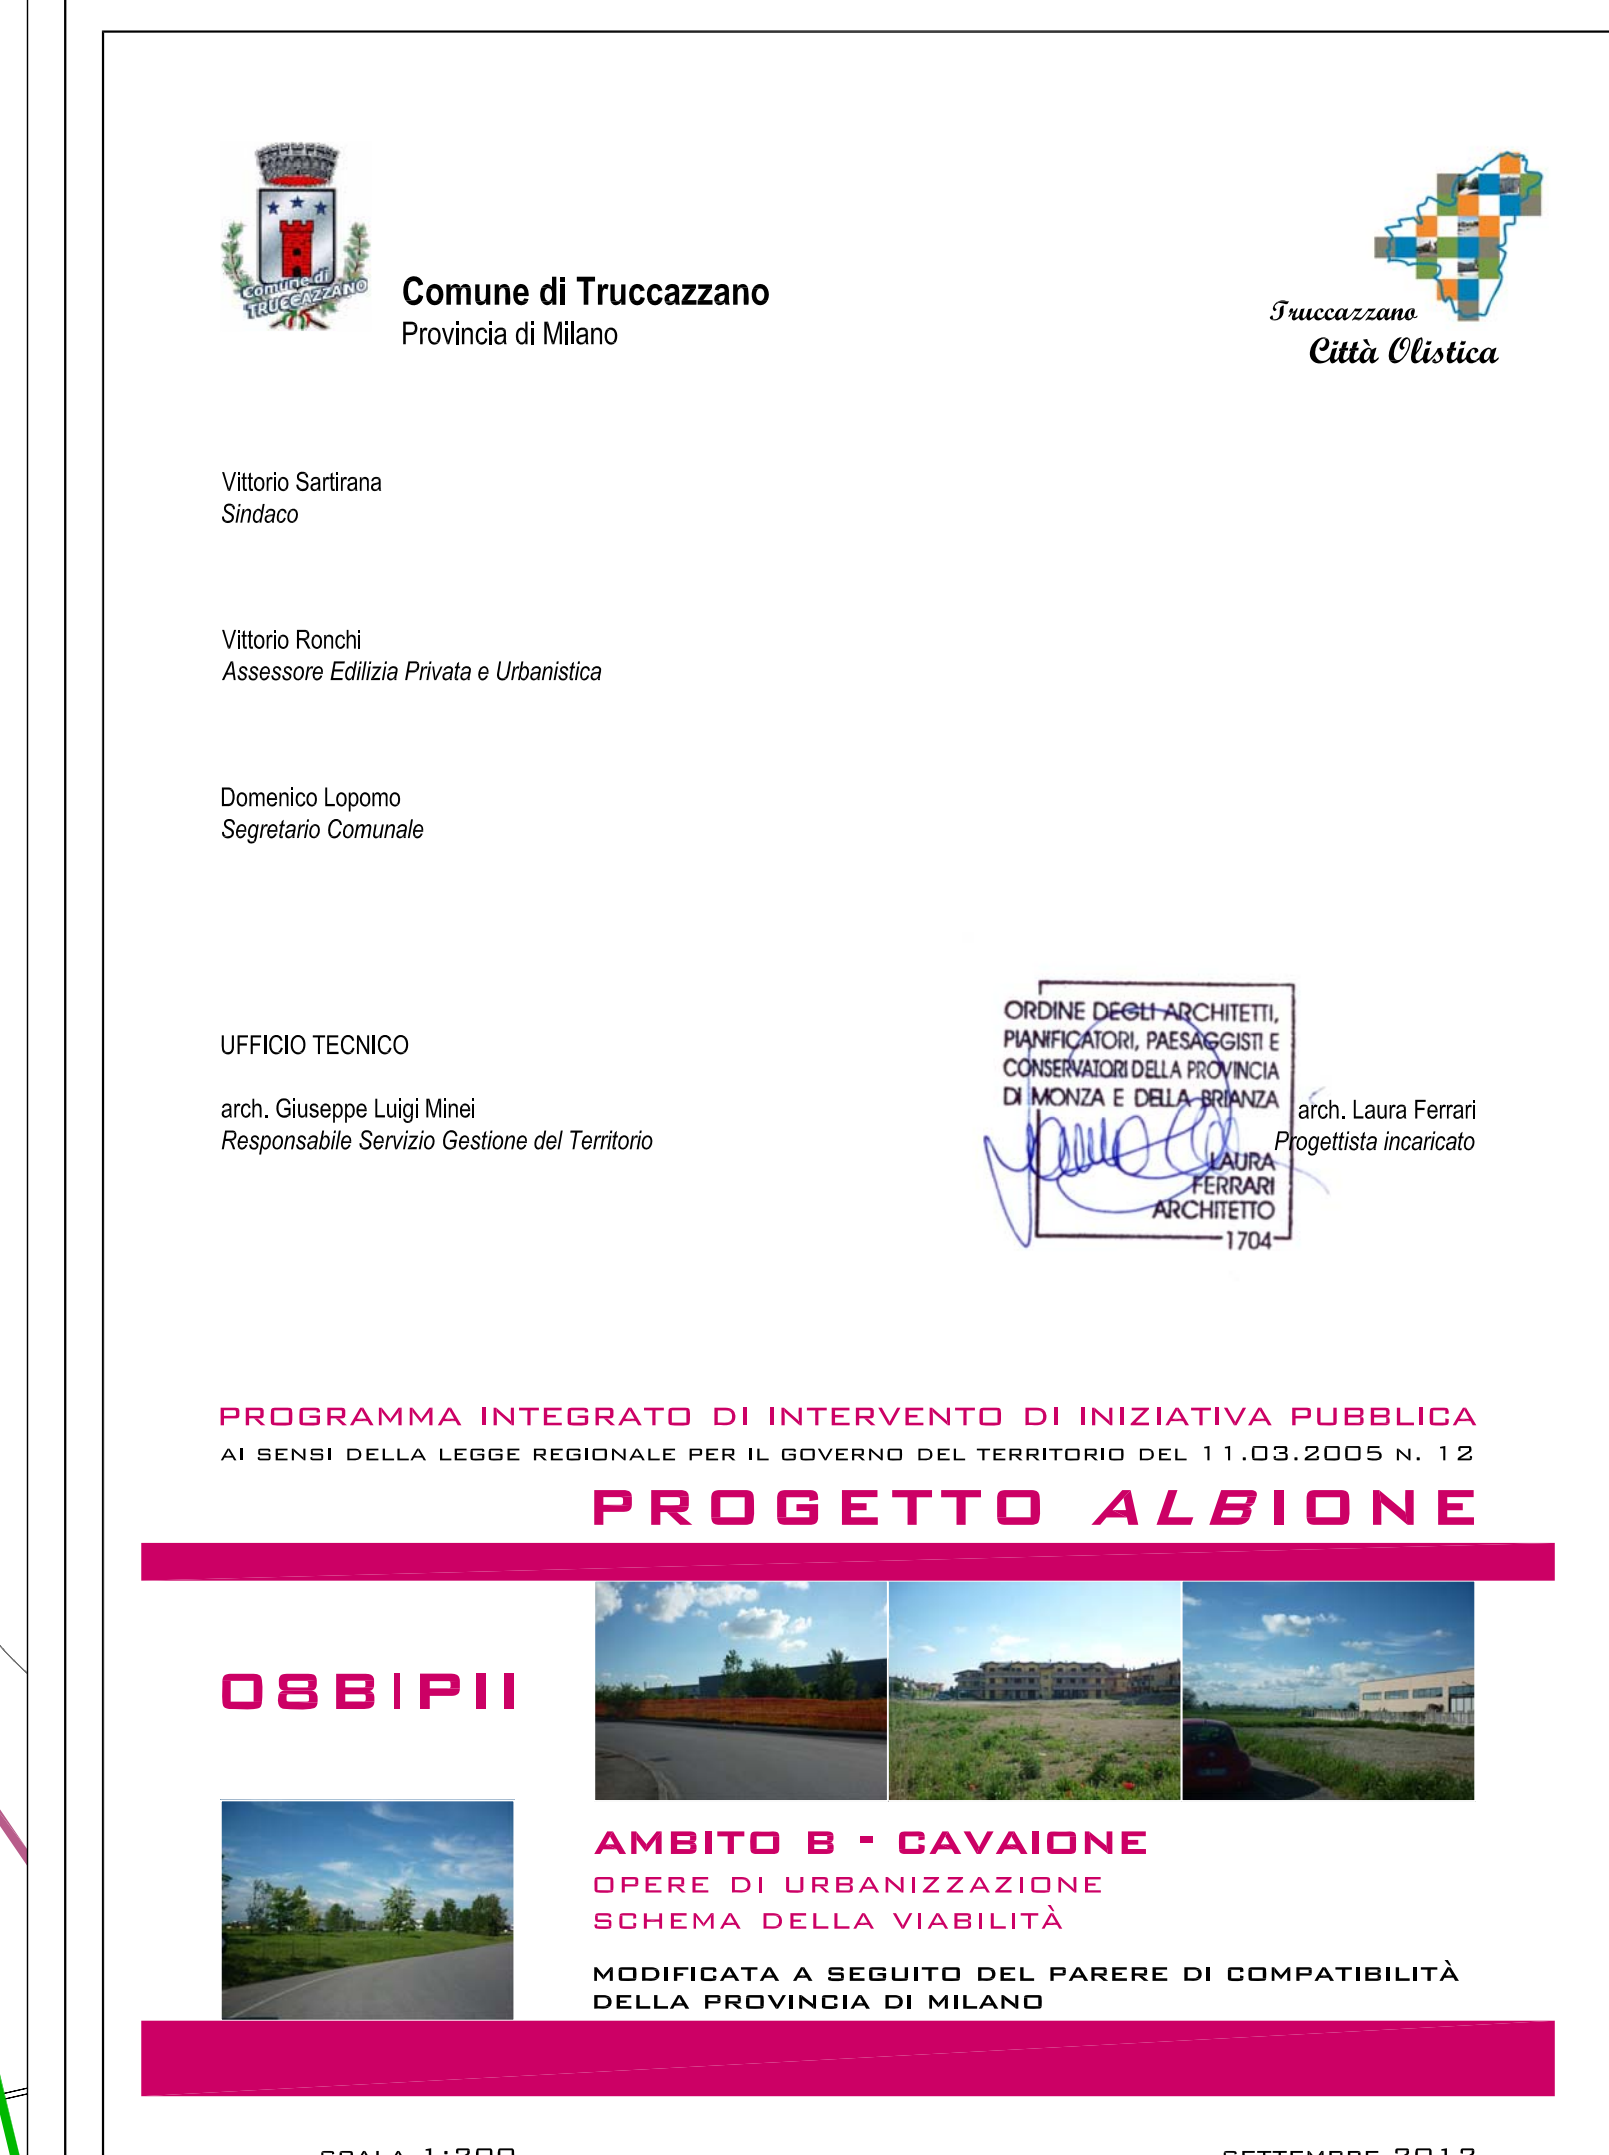 Comune di
TRUCCAZZANO
Comune di Truccazzano
Provincia di Milano
Truccazzano
Città Olistica
Vittorio Sartirana
Sindaco
Vittorio Ronchi
Assessore Edilizia Privata e Urbanistica
Domenico Lopomo
Segretario Comunale
UFFICIO TECNICO
arch. Giuseppe Luigi Minei
Responsabile Servizio Gestione del Territorio
ORDINE DEGLI ARCHITETTI,
PIANIFICATORI, PAESAGGISTI E
CONSERVATORI DELLA PROVINCIA
DI MONZA E DELLA BRIANZA
LAURA
FERRARI
ARCHITETTO
1704
arch. Laura Ferrari
Progettista incaricato
PROGRAMMA INTEGRATO DI INTERVENTO DI INIZIATIVA PUBBLICA
AI SENSI DELLA LEGGE REGIONALE PER IL GOVERNO DEL TERRITORIO DEL 11.03.2005 N. 12
PROGETTO ALBIONE
08B|PII
AMBITO B - CAVAIONE
OPERE DI URBANIZZAZIONE
SCHEMA DELLA VIABILITÀ
MODIFICATA A SEGUITO DEL PARERE DI COMPATIBILITÀ
DELLA PROVINCIA DI MILANO